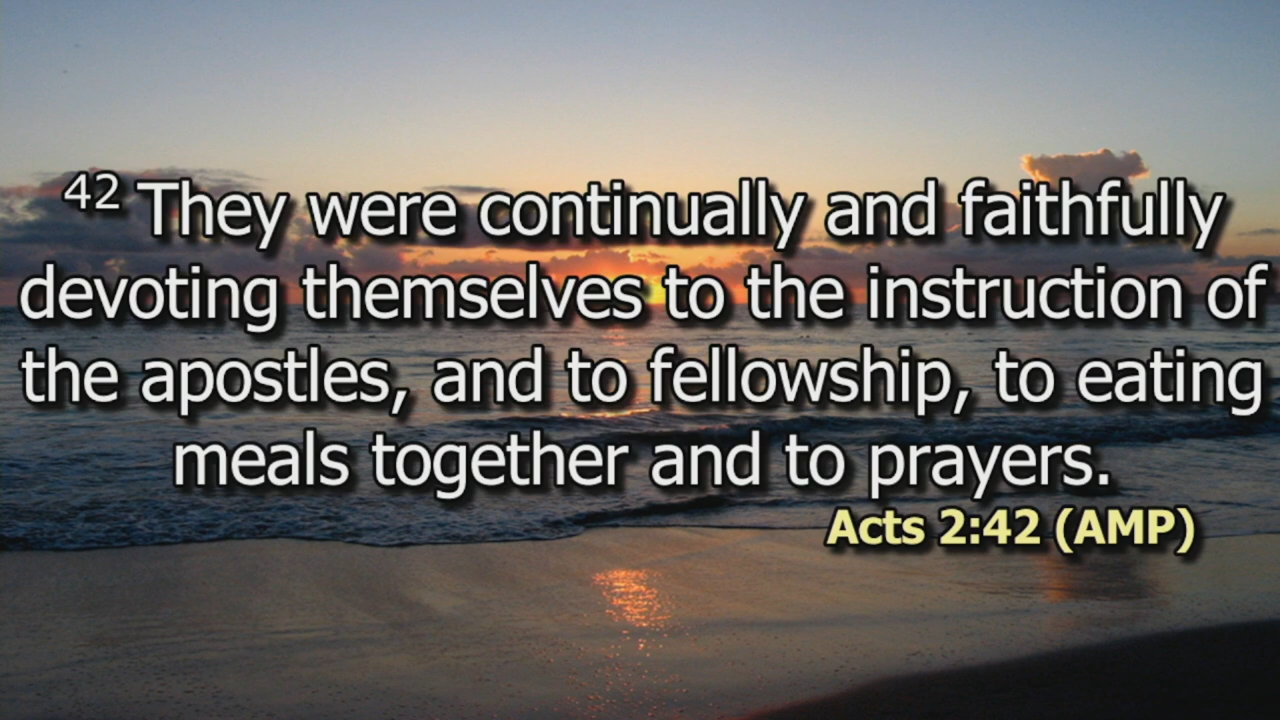 42 They were continually and faithfully
devoting themselves to the instruction of
the apostles, and to fellowship, to eating
meals together and to prayers.
Acts 2:42 (AMP)